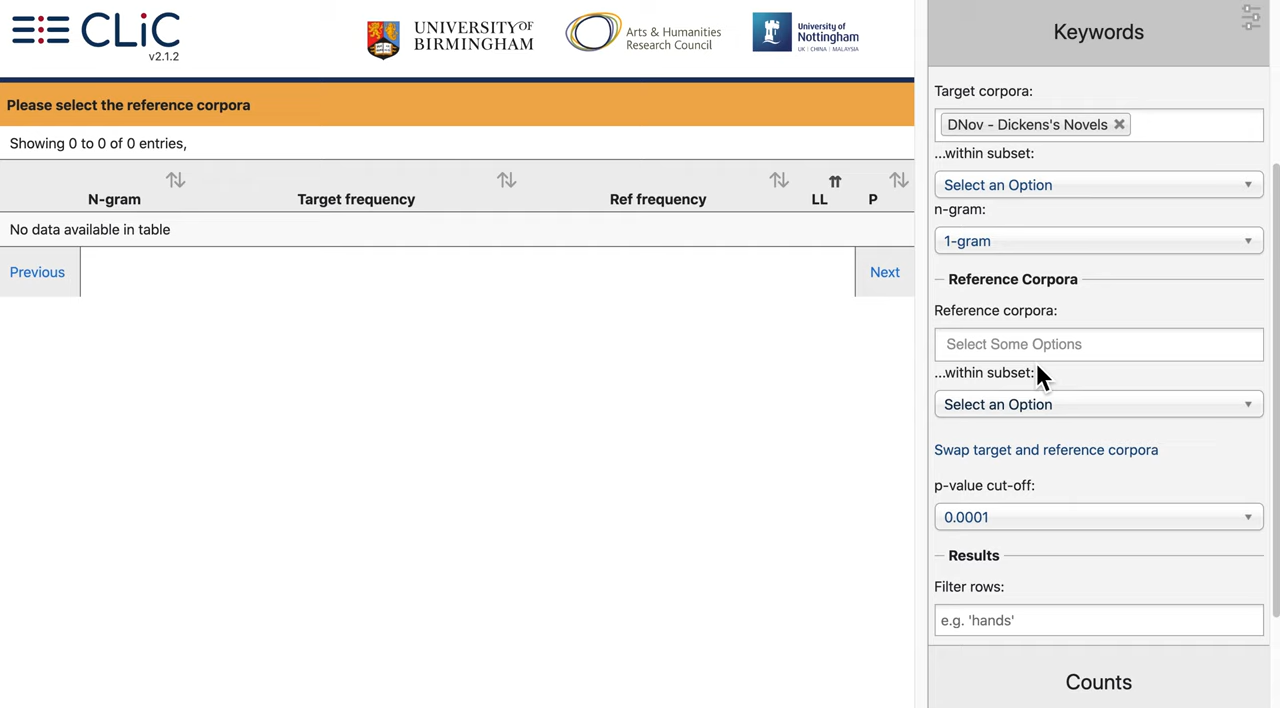 CLiC
v2.1.2
UNIVERSITY OF
BIRMINGHAM
Arts & Humanities
Research Council
University of
Nottingham
UK | CHINA | MALAYSIA
Please select the reference corpora
Showing 0 to 0 of 0 entries,
N-gram Target frequency Ref frequency LL P
No data available in table
Previous Next
Keywords
Target corpora:
DNov - Dickens's Novels
...within subset:
Select an Option
n-gram:
1-gram
Reference Corpora
Reference corpora:
Select Some Options
...within subset:
Select an Option
Swap target and reference corpora
p-value cut-off:
0.0001
Results
Filter rows:
e.g. 'hands'
Counts